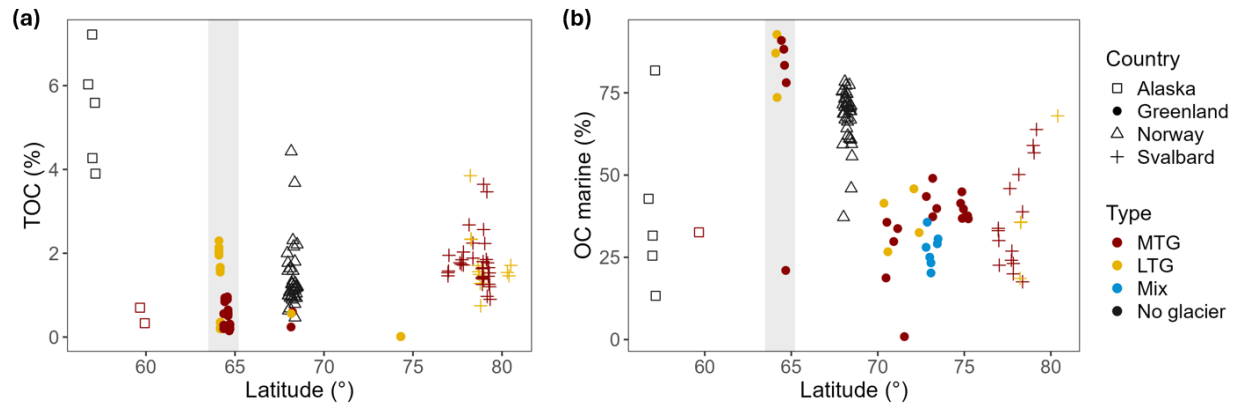 (a)
TOC (%)
6
4
2
0
60
65
70
75
80
Latitude (°)
(b)
OC marine (%)
75
50
25
0
60
65
70
75
80
Latitude (°)
Country
Alaska
Greenland
Norway
Svalbard
Type
MTG
LTG
Mix
No glacier